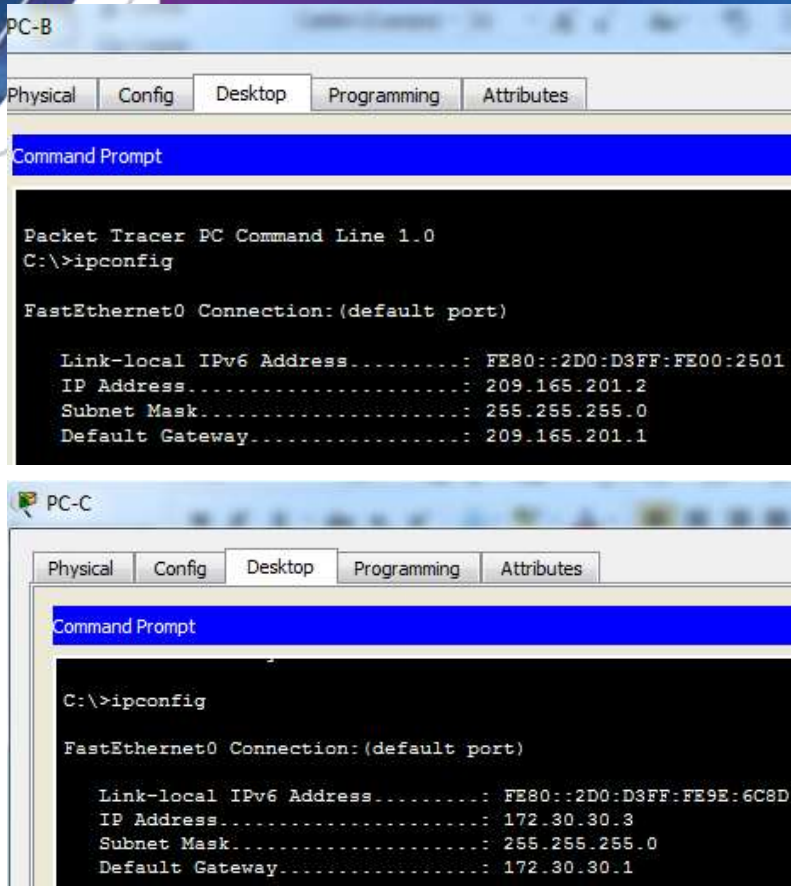 PC-B
Physical Config Desktop Programming Attributes
Command Prompt
Packet Tracer PC Command Line 1.0
C:\>ipconfig
FastEthernet0 Connection:(default port)
Link-local IPv6 Address.........: FE80::2D0:D3FF:FE00:2501
IP Address......................: 209.165.201.2
Subnet Mask.....................: 255.255.255.0
Default Gateway.................: 209.165.201.1
PC-C
Physical Config Desktop Programming Attributes
Command Prompt
C:\>ipconfig
FastEthernet0 Connection:(default port)
Link-local IPv6 Address.........: FE80::2D0:D3FF:FE9E:6C8D
IP Address......................: 172.30.30.3
Subnet Mask.....................: 255.255.255.0
Default Gateway.................: 172.30.30.1